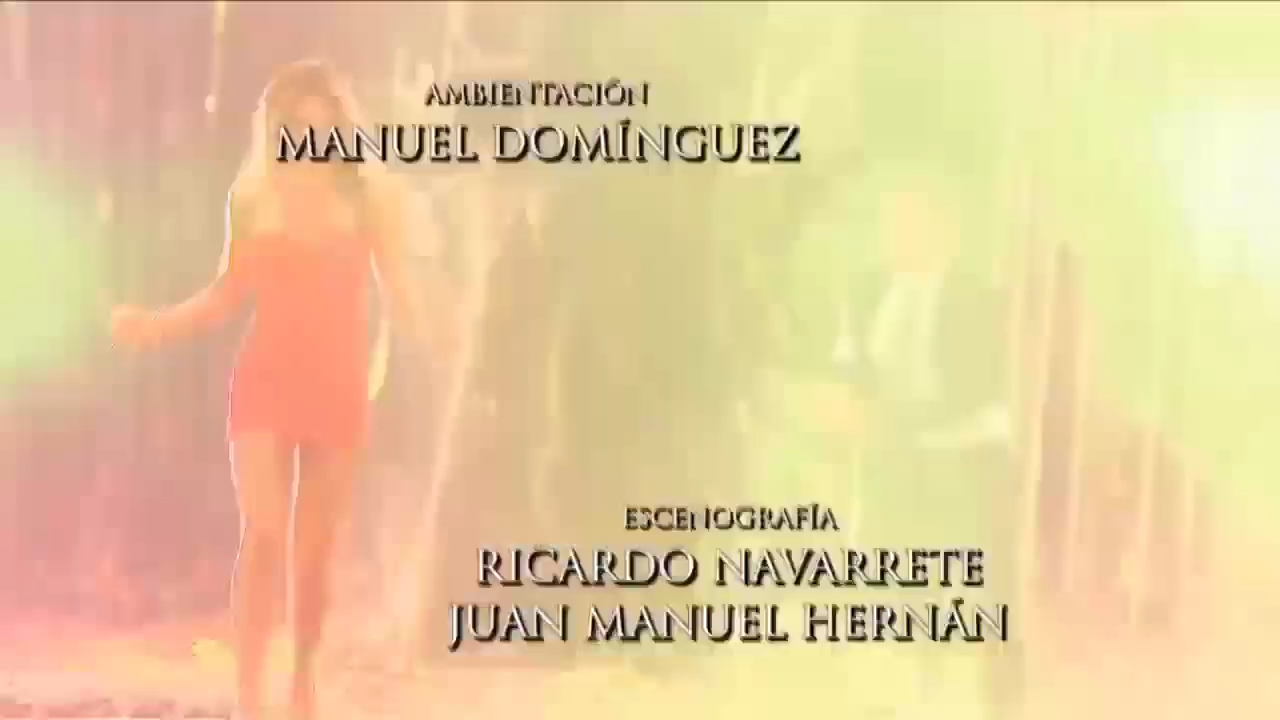 AMBIENTACIÓN
MANUEL DOMÍNGUEZ
ESCENOGRAFÍA
RICARDO NAVARRETE
JUAN MANUEL HERNÁN